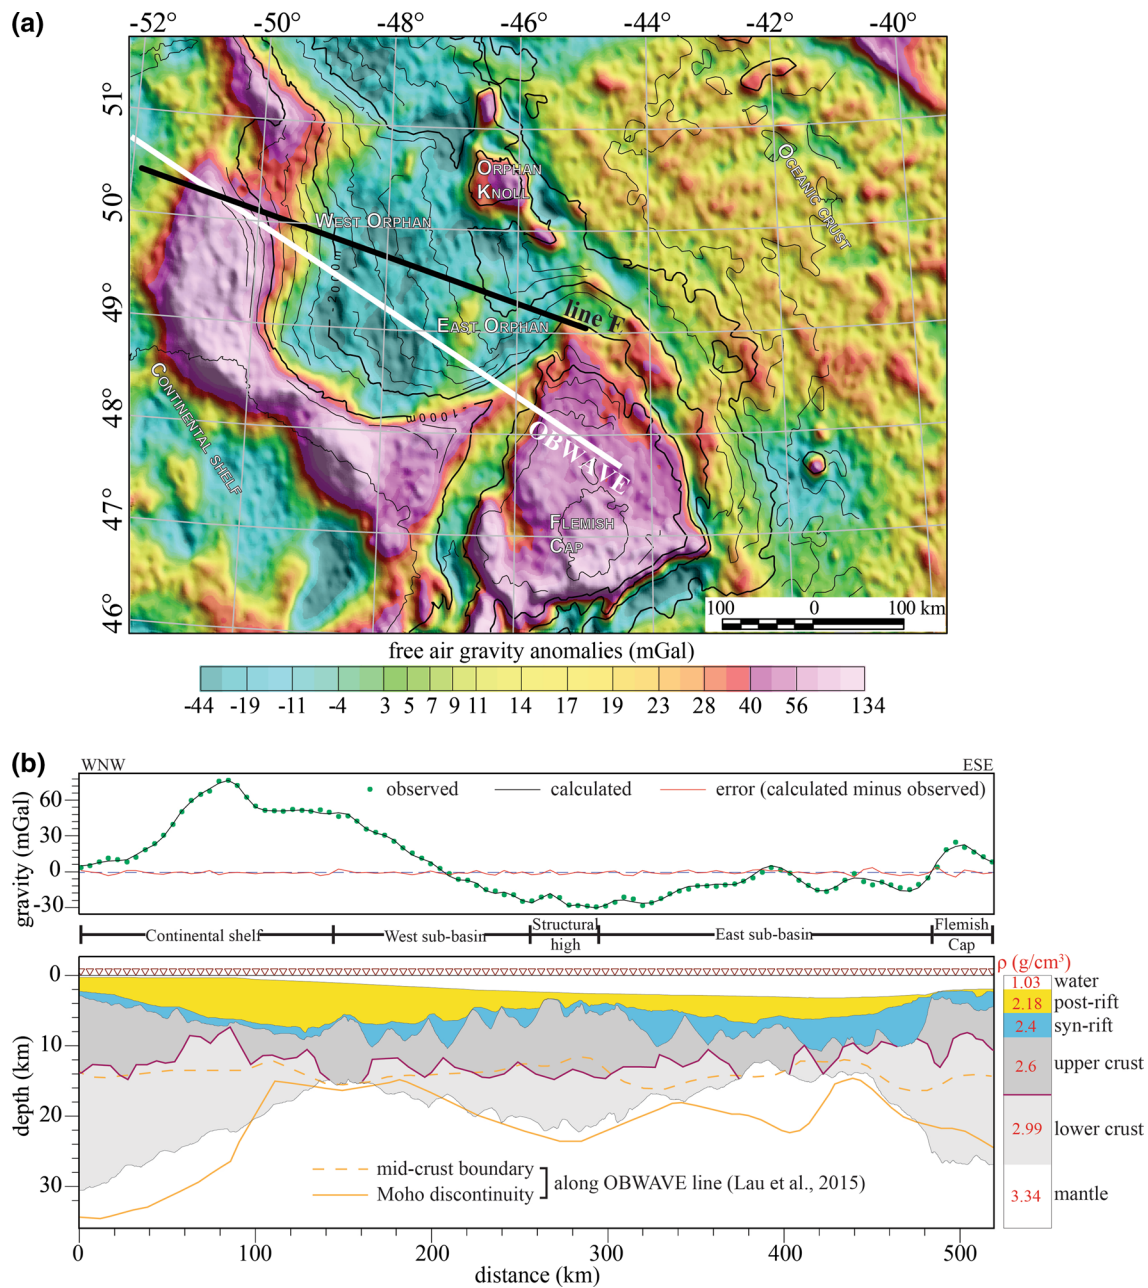 (a)
-52° -50° -48° -46° -44° -42° -40°
51°
50°
49°
48°
47°
46°
ORPHAN
KNOLL
OCEANIC CRUST
WEST ORPHAN
2000m
EAST ORPHAN
line F
CONTINENTAL SHELF
1000m
OBWAVE
FLEMISH
CAP
100 0 100 km
free air gravity anomalies (mGal)
-44 -19 -11 -4 3 5 7 9 11 14 17 19 23 28 40 56 134
(b)
WNW ESE
observed calculated error (calculated minus observed)
gravity (mGal)
60
30
0
-30
Continental shelf West sub-basin Structural high East sub-basin Flemish Cap
ρ (g/cm³)
1.03 water
2.18 post-rift
2.4 syn-rift
2.6 upper crust
2.99 lower crust
3.34 mantle
depth (km)
0
10
20
30
mid-crust boundary
Moho discontinuity
along OBWAVE line (Lau et al., 2015)
0 100 200 300 400 500
distance (km)